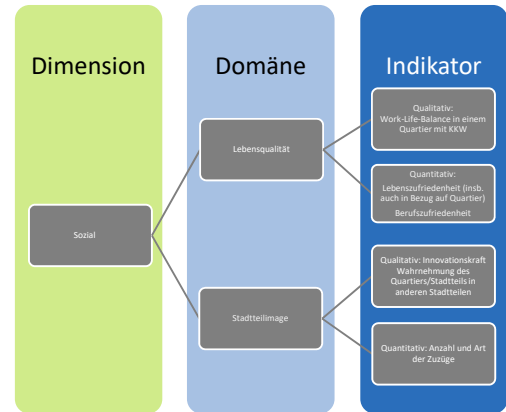 Dimension
Domäne
Indikator
Sozial
Lebensqualität
Stadtteilimage
Qualitativ:
Work-Life-Balance in einem
Quartier mit KKW
Quantitativ:
Lebenszufriedenheit (insb.
auch in Bezug auf Quartier)
Berufszufriedenheit
Qualitativ: Innovationskraft
Wahrnehmung des
Quartiers/Stadtteils in
anderen Stadtteilen
Quantitativ: Anzahl und Art
der Zuzüge